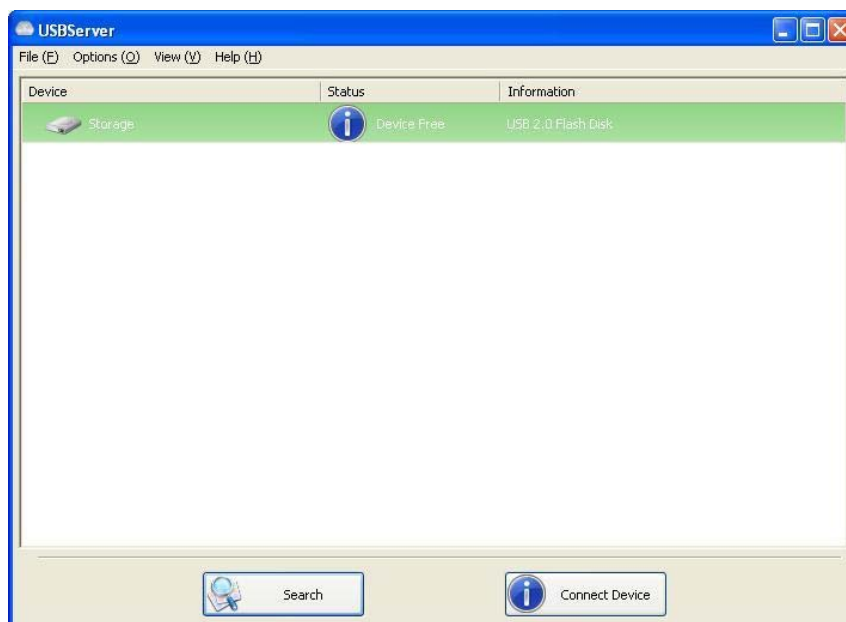 USBServer
File (F) Options (O) View (V) Help (H)
Device Status Information
Storage Device Free USB 2.0 Flash Disk
Search Connect Device